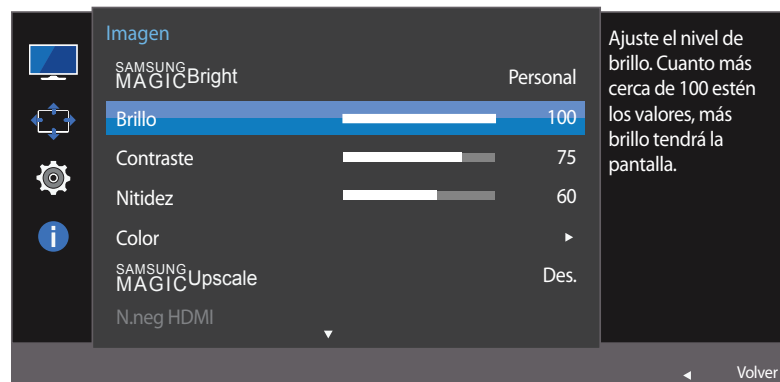 Imagen
SAMSUNG
MAGICBright Personal
Brillo 100
Contraste 75
Nitidez 60
Color
SAMSUNG
MAGICUpscale Des.
N.neg HDMI
Ajuste el nivel de
brillo. Cuanto más
cerca de 100 estén
los valores, más
brillo tendrá la
pantalla.
Volver